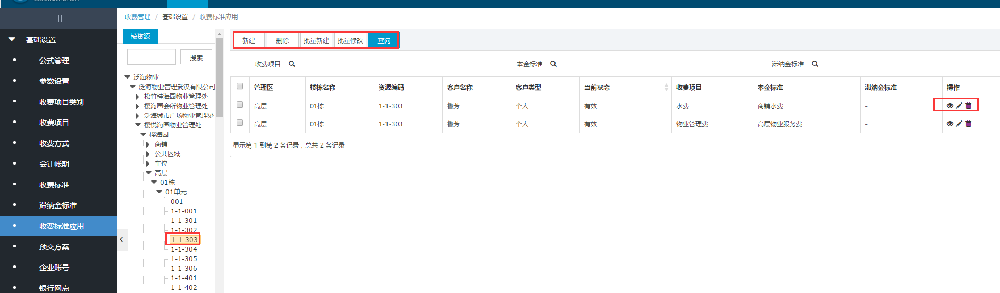 收费管理 / 基础设置 / 收费标准应用
基础设置
公式管理
参数设置
收费项目类别
收费项目
收费方式
会计帐期
收费标准
滞纳金标准
收费标准应用
预交方案
企业账号
银行网点
按资源
搜索
泛海物业
泛海物业管理武汉有限公司
松竹桂海园物业管理处
樱海园会所物业管理处
泛海城市广场物业管理处
樱悦海园物业管理处
樱海园
商铺
公共区域
车位
高层
01栋
01单元
001
1-1-001
1-1-301
1-1-302
1-1-303
1-1-304
1-1-305
1-1-306
1-1-401
1-1-402
新建 删除 批量新建 批量修改 查询
收费项目 本金标准 滞纳金标准
管理区 楼栋名称 资源编码 客户名称 客户类型 当前状态 收费项目 本金标准 滞纳金标准 操作
高层 01栋 1-1-303 鲁芳 个人 有效 水费 商铺水费 -
高层 01栋 1-1-303 鲁芳 个人 有效 物业管理费 高层物业服务费 -
显示第 1 到第 2 条记录，总共 2 条记录